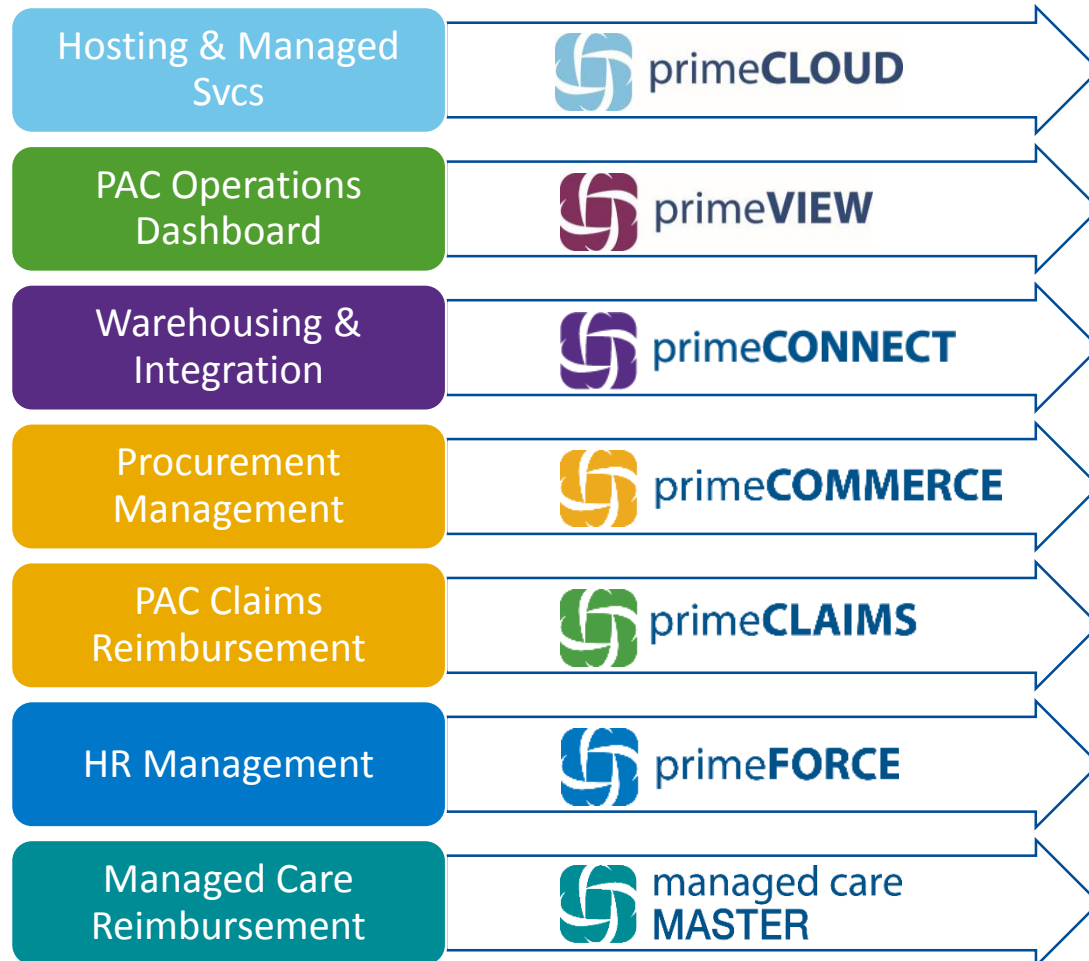 Hosting & Managed
Svcs
primeCLOUD
PAC Operations
Dashboard
primeVIEW
Warehousing &
Integration
primeCONNECT
Procurement
Management
primeCOMMERCE
PAC Claims
Reimbursement
primeCLAIMS
HR Management
primeFORCE
Managed Care
Reimbursement
managed care
MASTER